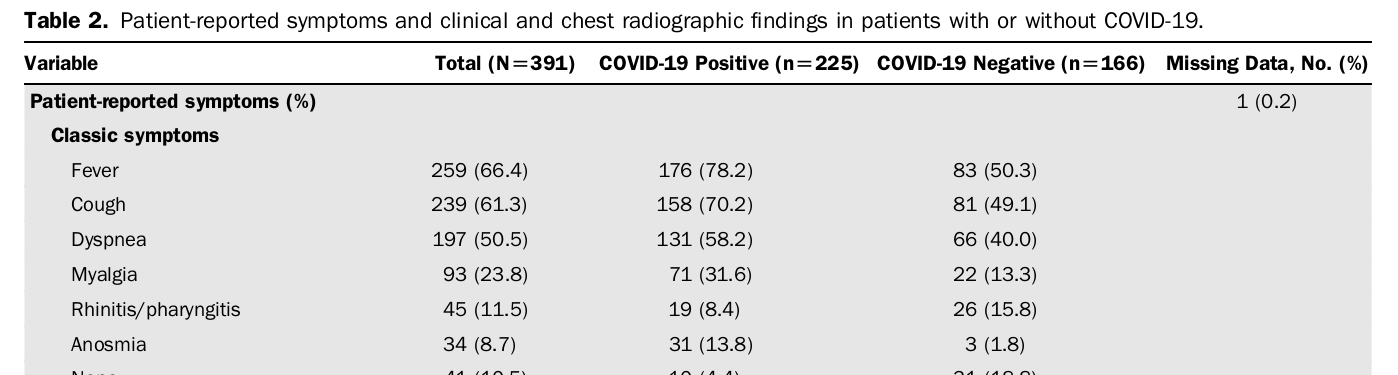 Table 2. Patient-reported symptoms and clinical and chest radiographic findings in patients with or without COVID-19.
Variable Total (N=391) COVID-19 Positive (n=225) COVID-19 Negative (n=166) Missing Data, No. (%)
Patient-reported symptoms (%) 1 (0.2)
Classic symptoms
Fever 259 (66.4) 176 (78.2) 83 (50.3)
Cough 239 (61.3) 158 (70.2) 81 (49.1)
Dyspnea 197 (50.5) 131 (58.2) 66 (40.0)
Myalgia 93 (23.8) 71 (31.6) 22 (13.3)
Rhinitis/pharyngitis 45 (11.5) 19 (8.4) 26 (15.8)
Anosmia 34 (8.7) 31 (13.8) 3 (1.8)